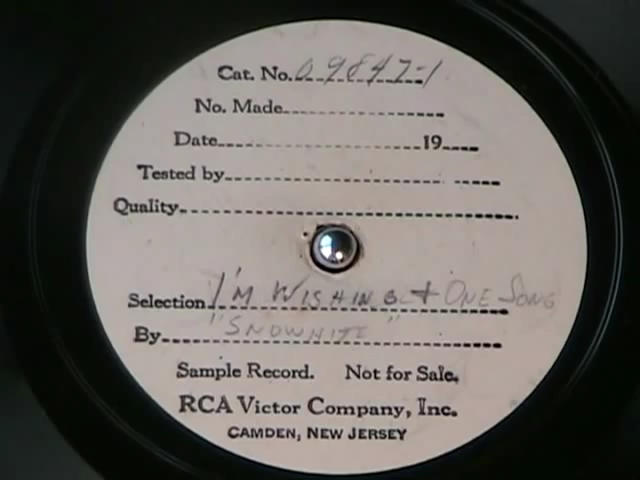 Cat. No. 09847-1
No. Made
Date 19
Tested by
Quality
Selection I'M WISHING + ONE SONG
By "SNOWHITE"
Sample Record. Not for Sale.
RCA Victor Company, Inc.
CAMDEN, NEW JERSEY